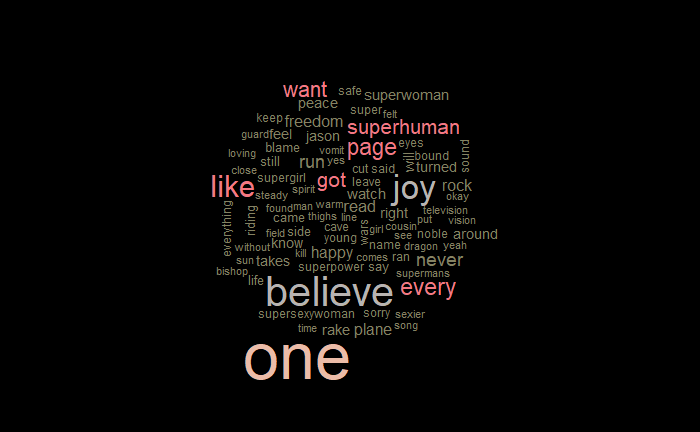 want safe superwoman
peace super felt
keep freedom superhuman
guard feel jason page eyes
blame vomit yes will bound sound
loving still run cut said turned
close supergirl got leave joy rock
like steady spirit watch okay
everything riding found man warm read right television
came thighs line put vision
field side cave wars girl cousin noble around
without know young see name dragon yeah
sun takes kill happy comes ran never
bishop superpower say supermans
life believe every
supersexywoman sorry sexier
time rake plane song
one